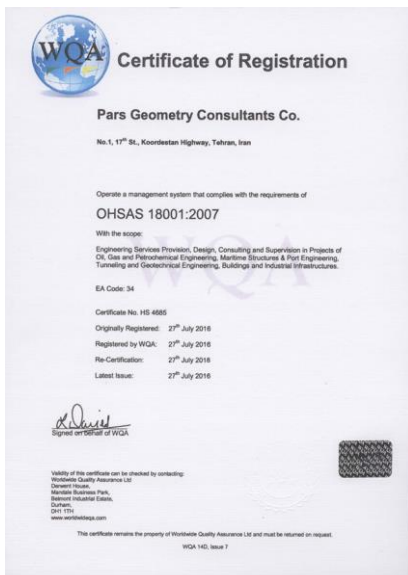 WQA
Certificate of Registration
Pars Geometry Consultants Co.
No.1, 17th St., Koordestan Highway, Tehran, Iran
Operate a management system that complies with the requirements of
OHSAS 18001:2007
With the scope:
Engineering Services Provision, Design, Consulting and Supervision in Projects of
Oil, Gas and Petrochemical Engineering, Maritime Structures & Port Engineering,
Tunneling and Geotechnical Engineering, Buildings and Industrial Infrastructures.
WQA
EA Code: 34
Certificate No. HS 4885
Originally Registered: 27th July 2016
Registered by WQA: 27th July 2016
Re-Certification: 27th July 2018
Latest Issue: 27th July 2016
Signed on behalf of WQA
Validity of this certificate can be checked by contacting:
Worldwide Quality Assurance Ltd
Derwent House,
Mandale Business Park,
Belmont Industrial Estate,
Durham,
DH1 1TH
www.worldwidewqa.com
This certificate remains the property of Worldwide Quality Assurance Ltd and must be returned on request.
WQA 14D, Issue 7